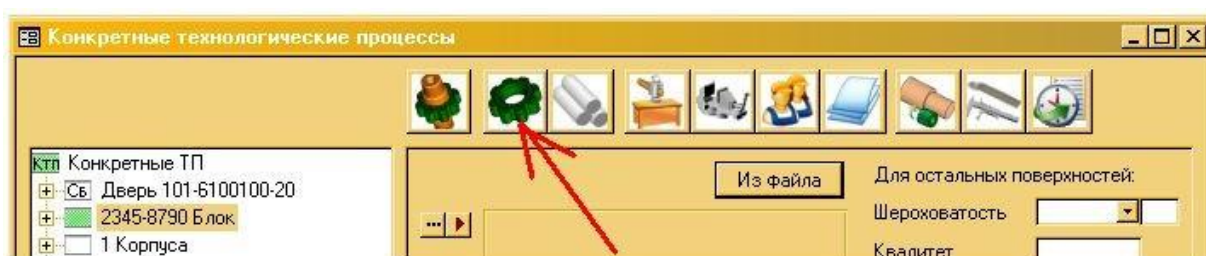 Конкретные технологические процессы
Ктп Конкретные ТП
Сб Дверь 101-6100100-20
2345-8790 Блок
1 Корпуса
Из файла
Для остальных поверхностей:
Шероховатость
Квалитет